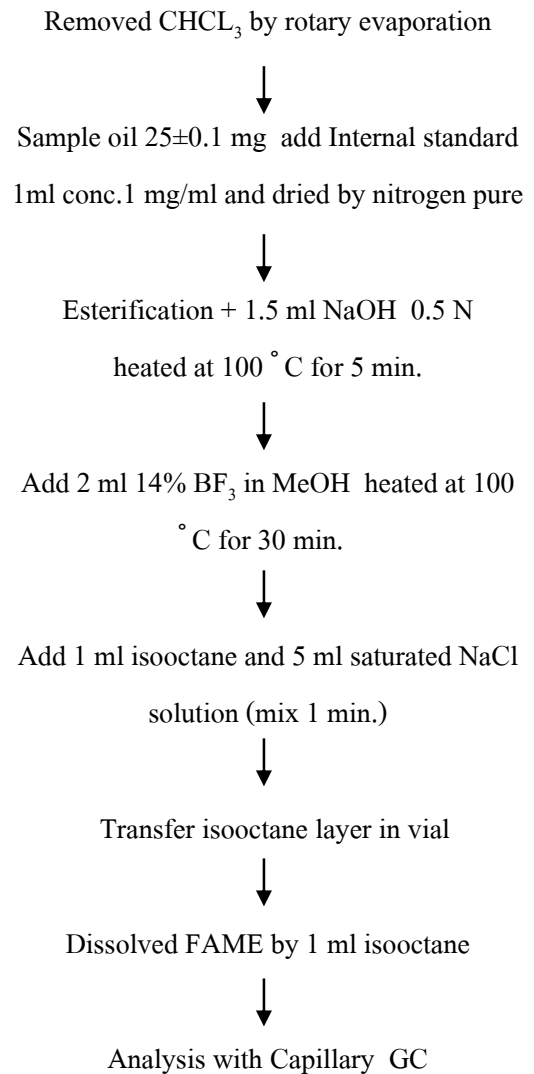 Removed CHCL₃ by rotary evaporation
Sample oil 25±0.1 mg  add Internal standard
1ml conc.1 mg/ml and dried by nitrogen pure
Esterification + 1.5 ml NaOH  0.5 N
heated at 100 ˚ C for 5 min.
Add 2 ml 14% BF₃ in MeOH  heated at 100
˚ C for 30 min.
Add 1 ml isooctane and 5 ml saturated NaCl
solution (mix 1 min.)
Transfer isooctane layer in vial
Dissolved FAME by 1 ml isooctane
Analysis with Capillary  GC